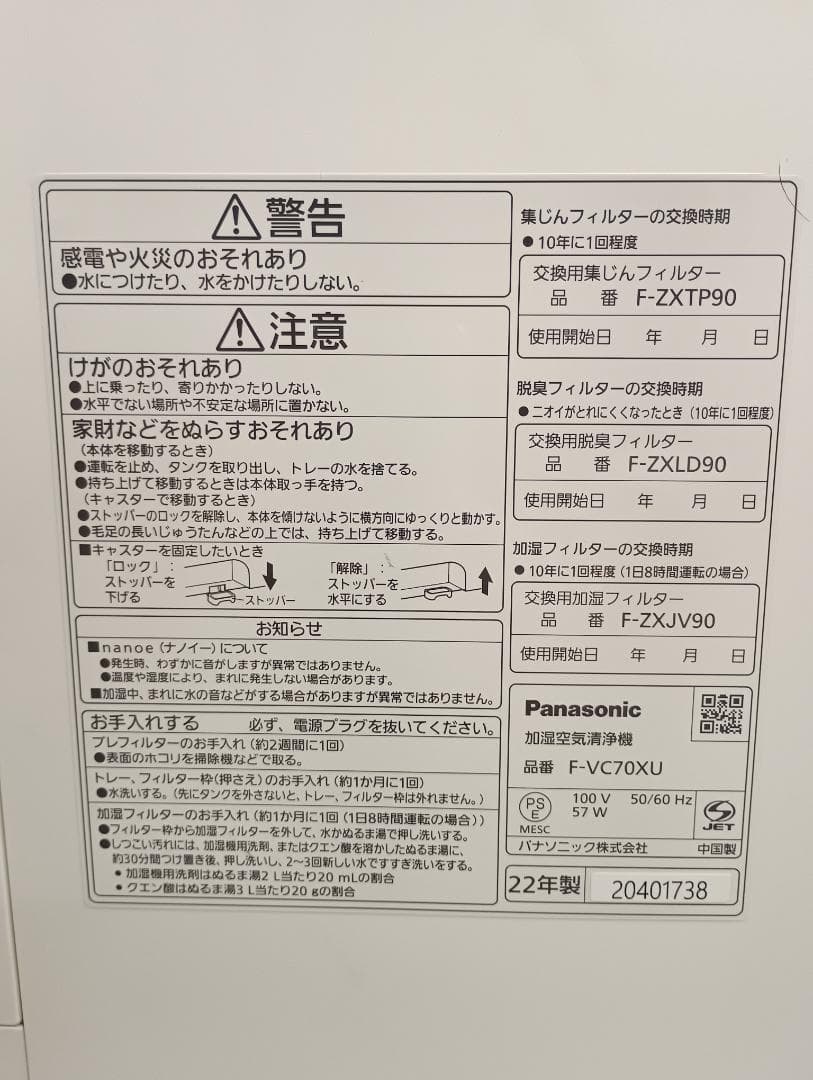 警告
感電や火災のおそれあり
●水につけたり、水をかけたりしない。
注意
けがのおそれあり
●上に乗ったり、寄りかかったりしない。
●水平でない場所や不安定な場所に置かない。
家財などをぬらすおそれあり
(本体を移動するとき)
●運転を止め、タンクを取り出し、トレーの水を捨てる。
●持ち上げて移動するときは本体取っ手を持つ。
(キャスターで移動するとき)
●ストッパーのロックを解除し、本体を傾けないように横方向にゆっくりと動かす。
●毛足の長いじゅうたんなどの上では、持ち上げて移動する。
■キャスターを固定したいとき
「ロック」:
ストッパーを
下げる
ストッパー
「解除」:
ストッパーを
水平にする
お知らせ
■nanoe(ナノイー)について
●発生時、わずかに音がしますが異常ではありません。
●温度や湿度により、まれに発生しない場合があります。
■加湿中、まれに水の音などがする場合がありますが異常ではありません。
お手入れする 必ず、電源プラグを抜いてください。
プレフィルターのお手入れ(約2週間に1回)
●表面のホコリを掃除機などで取る。
トレー、フィルター枠(押さえ)のお手入れ(約1か月に1回)
●水洗いする。(先にタンクを外さないと、トレー、フィルター枠は外れません。)
加湿フィルターのお手入れ(約1か月に1回(1日8時間運転の場合))
●フィルター枠から加湿フィルターを外して、水かぬるま湯で押し洗いする。
●しつこい汚れには、加湿機用洗剤、またはクエン酸を溶かしたぬるま湯に、
約30分間つけ置き後、押し洗いし、2〜3回新しい水ですすぎ洗いをする。
• 加湿機用洗剤はぬるま湯2 L当たり20 mLの割合
• クエン酸はぬるま湯3 L当たり20 gの割合
集じんフィルターの交換時期
● 10年に1回程度
交換用集じんフィルター
品 番 F-ZXTP90
使用開始日 年 月 日
脱臭フィルターの交換時期
● ニオイがとれにくくなったとき(10年に1回程度)
交換用脱臭フィルター
品 番 F-ZXLD90
使用開始日 年 月 日
加湿フィルターの交換時期
● 10年に1回程度(1日8時間運転の場合)
交換用加湿フィルター
品 番 F-ZXJV90
使用開始日 年 月 日
Panasonic
加湿空気清浄機
品番 F-VC70XU
PS
E
MESC
100 V 50/60 Hz
57 W
JET
パナソニック株式会社 中国製
22年製 20401738